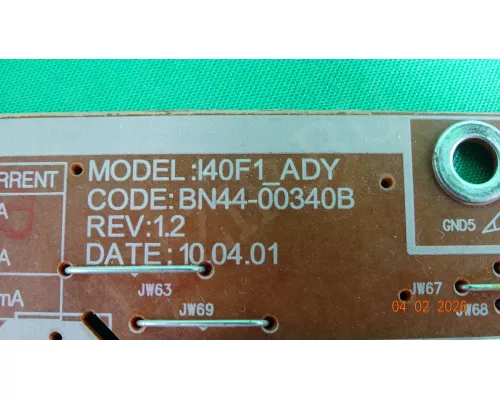 MODEL:I40F1_ADY
CODE:BN44-00340B
REV:1.2
DATE:10.04.01
RRENT
A
A
mA
GND5
JW63
JW69
JW67
JW68
04 02 2026